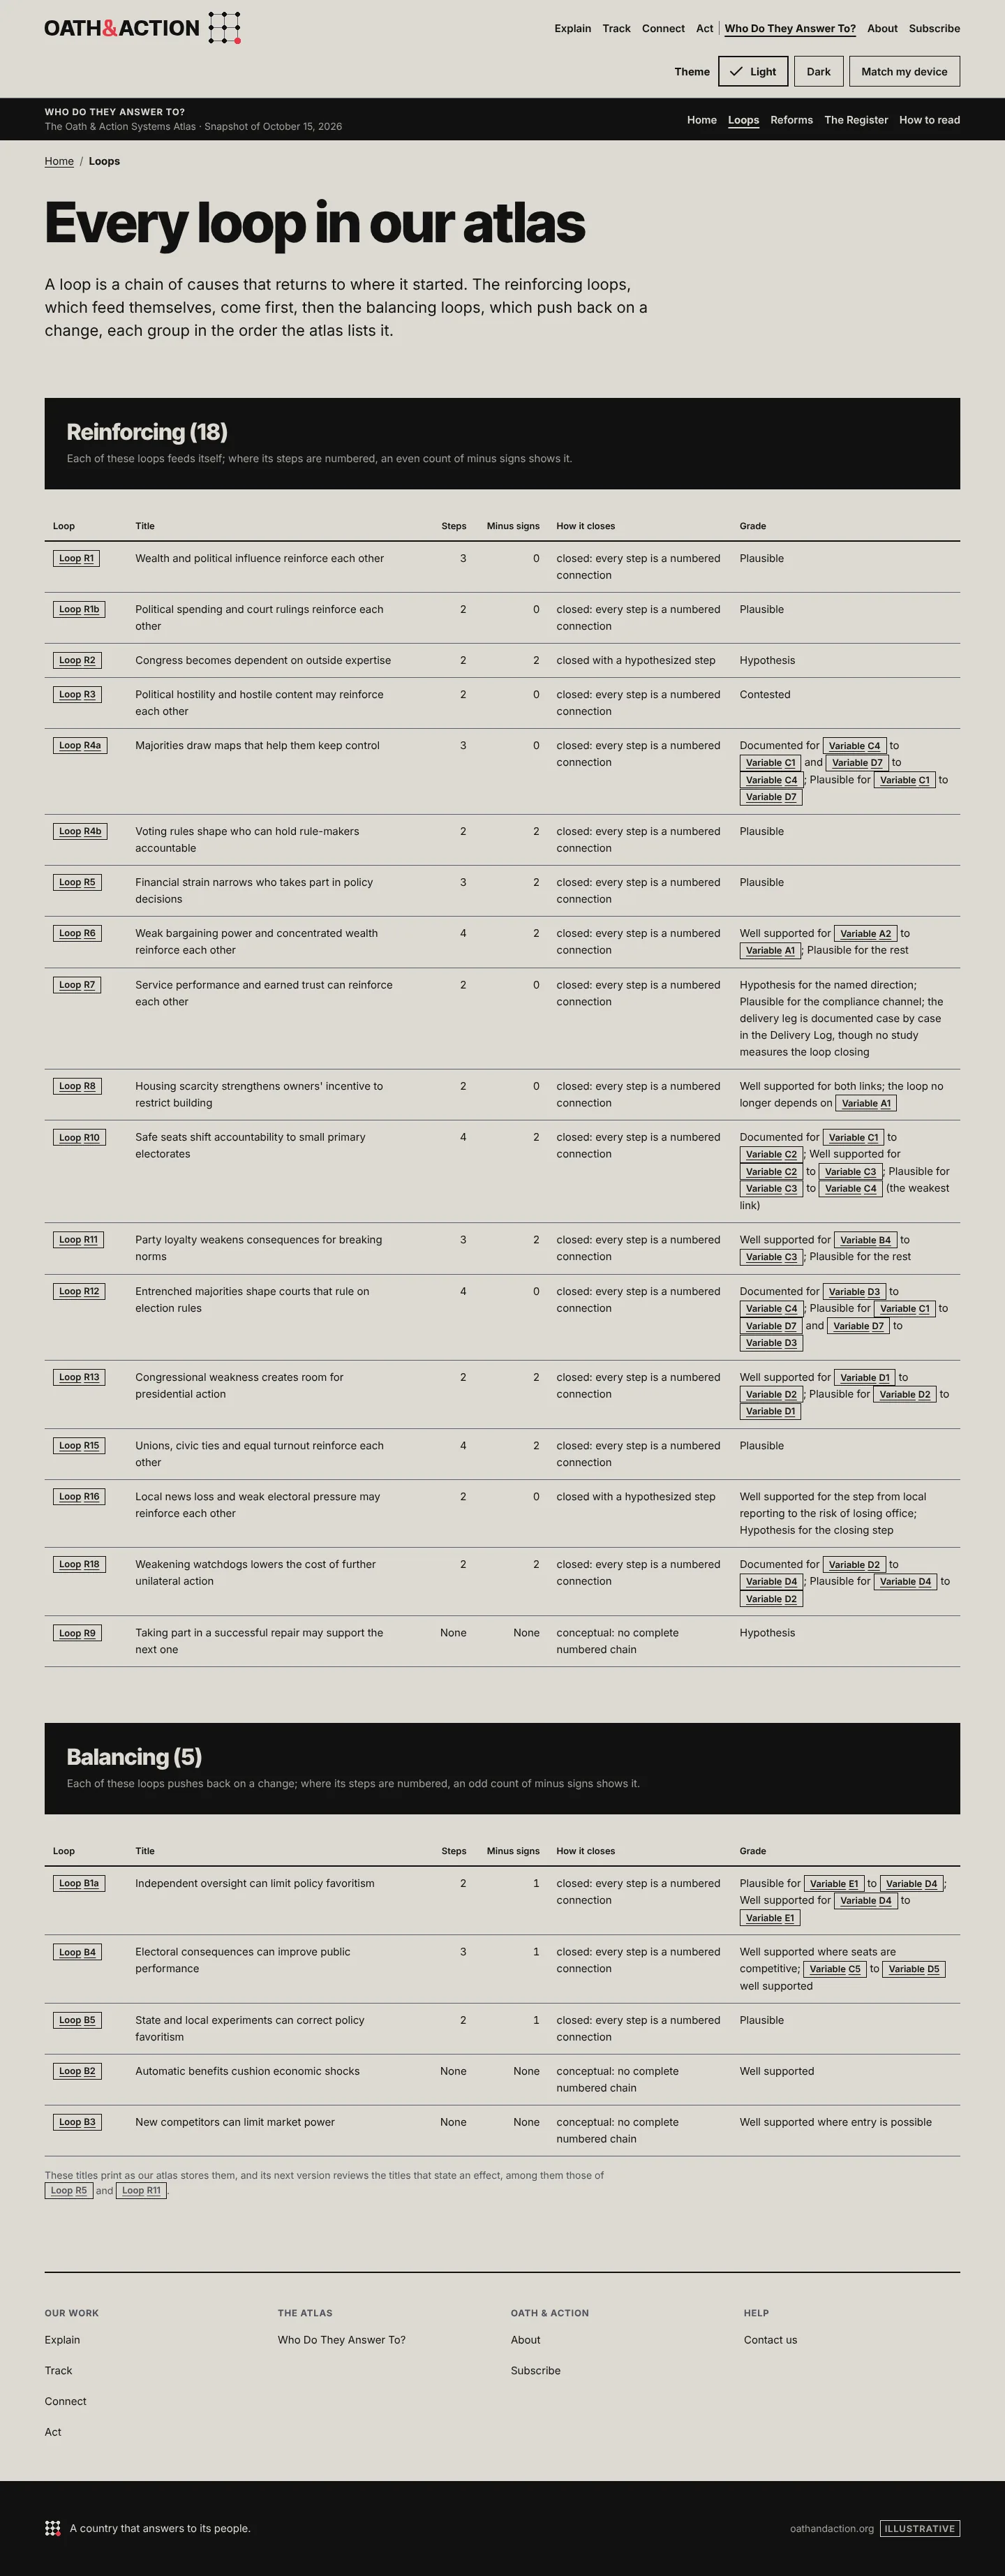 OATH&ACTION
Explain Track Connect Act Who Do They Answer To? About Subscribe
Theme Light Dark Match my device
WHO DO THEY ANSWER TO?
The Oath & Action Systems Atlas · Snapshot of October 15, 2026
Home Loops Reforms The Register How to read
Home / Loops
Every loop in our atlas
A loop is a chain of causes that returns to where it started. The reinforcing loops,
which feed themselves, come first, then the balancing loops, which push back on a
change, each group in the order the atlas lists it.
Reinforcing (18)
Each of these loops feeds itself; where its steps are numbered, an even count of minus signs shows it.
Loop Title Steps Minus signs How it closes Grade
Loop R1 Wealth and political influence reinforce each other 3 0 closed: every step is a numbered Plausible
connection
Loop R1b Political spending and court rulings reinforce each 2 0 closed: every step is a numbered Plausible
other connection
Loop R2 Congress becomes dependent on outside expertise 2 2 closed with a hypothesized step Hypothesis
Loop R3 Political hostility and hostile content may reinforce 2 0 closed: every step is a numbered Contested
each other connection
Loop R4a Majorities draw maps that help them keep control 3 0 closed: every step is a numbered Documented for Variable C4 to
connection Variable C1 and Variable D7 to
Variable C4; Plausible for Variable C1 to
Variable D7
Loop R4b Voting rules shape who can hold rule-makers 2 2 closed: every step is a numbered Plausible
accountable connection
Loop R5 Financial strain narrows who takes part in policy 3 2 closed: every step is a numbered Plausible
decisions connection
Loop R6 Weak bargaining power and concentrated wealth 4 2 closed: every step is a numbered Well supported for Variable A2 to
reinforce each other connection Variable A1; Plausible for the rest
Loop R7 Service performance and earned trust can reinforce 2 0 closed: every step is a numbered Hypothesis for the named direction;
each other connection Plausible for the compliance channel; the
delivery leg is documented case by case
in the Delivery Log, though no study
measures the loop closing
Loop R8 Housing scarcity strengthens owners' incentive to 2 0 closed: every step is a numbered Well supported for both links; the loop no
restrict building connection longer depends on Variable A1
Loop R10 Safe seats shift accountability to small primary 4 2 closed: every step is a numbered Documented for Variable C1 to
electorates connection Variable C2; Well supported for
Variable C2 to Variable C3; Plausible for
Variable C3 to Variable C4 (the weakest
link)
Loop R11 Party loyalty weakens consequences for breaking 3 2 closed: every step is a numbered Well supported for Variable B4 to
norms connection Variable C3; Plausible for the rest
Loop R12 Entrenched majorities shape courts that rule on 4 0 closed: every step is a numbered Documented for Variable D3 to
election rules connection Variable C4; Plausible for Variable C1 to
Variable D7 and Variable D7 to
Variable D3
Loop R13 Congressional weakness creates room for 2 2 closed: every step is a numbered Well supported for Variable D1 to
presidential action connection Variable D2; Plausible for Variable D2 to
Variable D1
Loop R15 Unions, civic ties and equal turnout reinforce each 4 2 closed: every step is a numbered Plausible
other connection
Loop R16 Local news loss and weak electoral pressure may 2 0 closed with a hypothesized step Well supported for the step from local
reinforce each other reporting to the risk of losing office;
Hypothesis for the closing step
Loop R18 Weakening watchdogs lowers the cost of further 2 2 closed: every step is a numbered Documented for Variable D2 to
unilateral action connection Variable D4; Plausible for Variable D4 to
Variable D2
Loop R9 Taking part in a successful repair may support the None None conceptual: no complete Hypothesis
next one numbered chain
Balancing (5)
Each of these loops pushes back on a change; where its steps are numbered, an odd count of minus signs shows it.
Loop Title Steps Minus signs How it closes Grade
Loop B1a Independent oversight can limit policy favoritism 2 1 closed: every step is a numbered Plausible for Variable E1 to Variable D4;
connection Well supported for Variable D4 to
Variable E1
Loop B4 Electoral consequences can improve public 3 1 closed: every step is a numbered Well supported where seats are
performance connection competitive; Variable C5 to Variable D5
well supported
Loop B5 State and local experiments can correct policy 2 1 closed: every step is a numbered Plausible
favoritism connection
Loop B2 Automatic benefits cushion economic shocks None None conceptual: no complete Well supported
numbered chain
Loop B3 New competitors can limit market power None None conceptual: no complete Well supported where entry is possible
numbered chain
These titles print as our atlas stores them, and its next version reviews the titles that state an effect, among them those of
Loop R5 and Loop R11.
OUR WORK THE ATLAS OATH & ACTION HELP
Explain Who Do They Answer To? About Contact us
Track Subscribe
Connect
Act
A country that answers to its people. oathandaction.org ILLUSTRATIVE